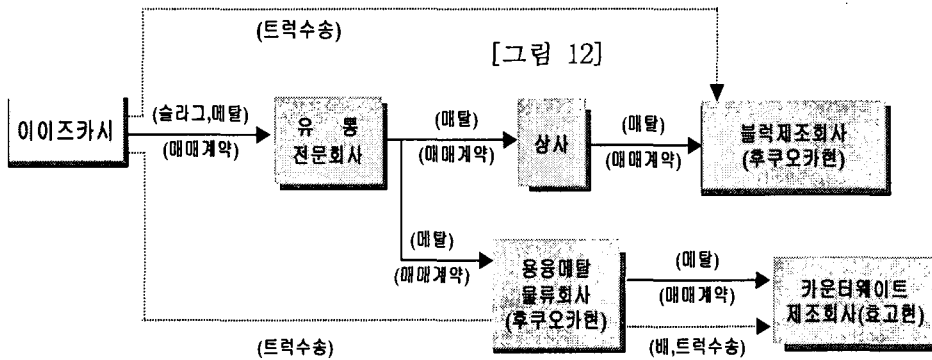 (트럭수송)
[그림 12]
이이즈카시
(슬라그,메탈)
(매매계약)
유 통
전문회사
(메탈)
(매매계약)
상사
(메탈)
(매매계약)
블럭제조회사
(후쿠오카현)
(메탈)
(매매계약)
용융메탈
물류회사
(후쿠오카현)
(메탈)
(매매계약)
카운터웨이트
제조회사(효고현)
(트럭수송)
(배,트럭수송)